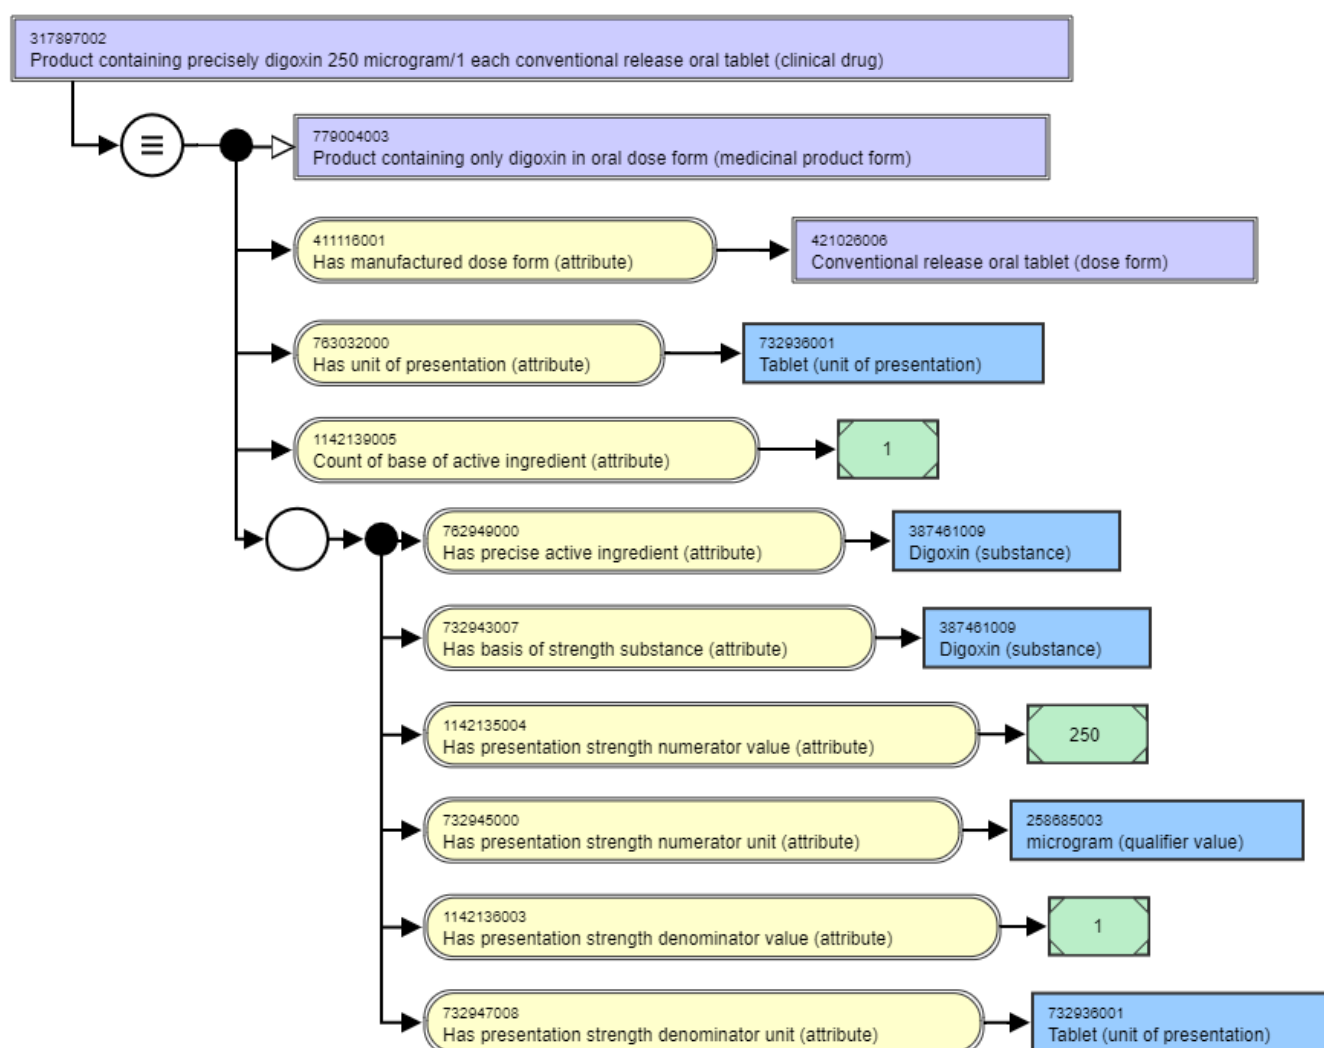 317897002
Product containing precisely digoxin 250 microgram/1 each conventional release oral tablet (clinical drug)
779004003
Product containing only digoxin in oral dose form (medicinal product form)
411116001
Has manufactured dose form (attribute)
421026006
Conventional release oral tablet (dose form)
763032000
Has unit of presentation (attribute)
732936001
Tablet (unit of presentation)
1142139005
Count of base of active ingredient (attribute)
1
762949000
Has precise active ingredient (attribute)
387461009
Digoxin (substance)
732943007
Has basis of strength substance (attribute)
387461009
Digoxin (substance)
1142135004
Has presentation strength numerator value (attribute)
250
732945000
Has presentation strength numerator unit (attribute)
258685003
microgram (qualifier value)
1142136003
Has presentation strength denominator value (attribute)
1
732947008
Has presentation strength denominator unit (attribute)
732936001
Tablet (unit of presentation)